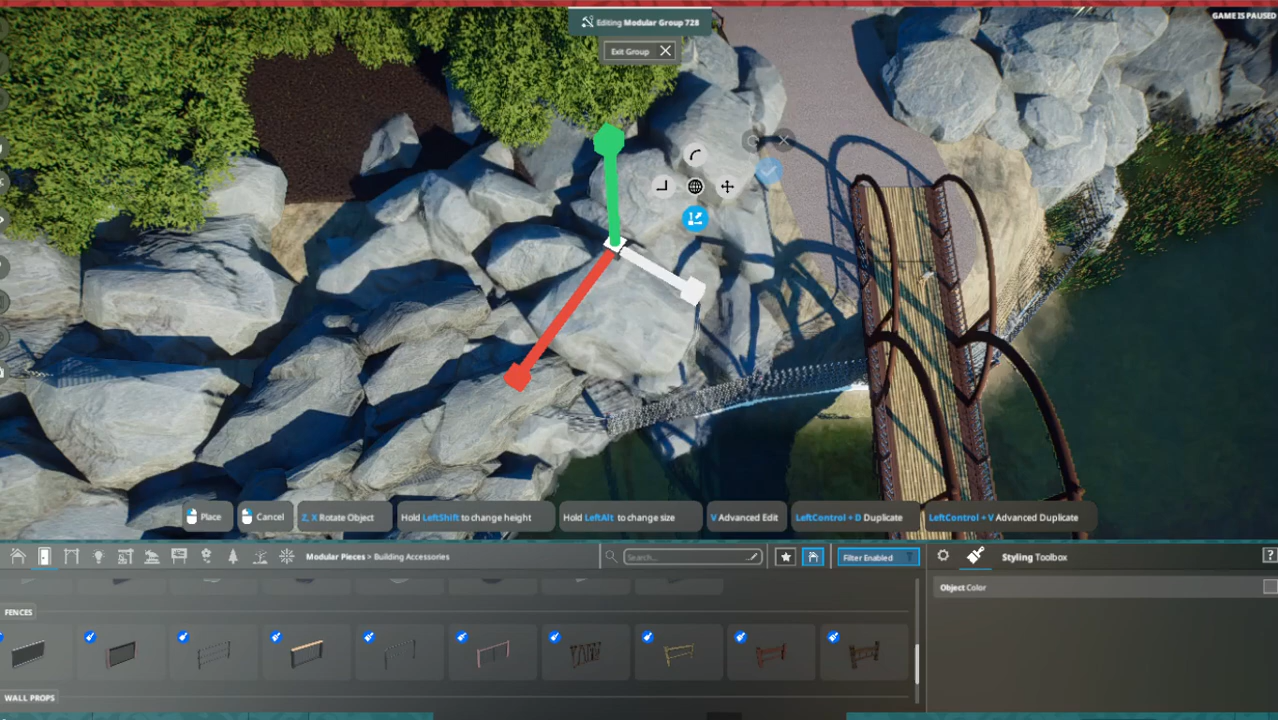 Editing Modular Group 728
GAME IS PAUSED
Exit Group
Place
Cancel
Z, X Rotate Object
Hold LeftShift to change height
Hold LeftAlt to change size
V Advanced Edit
LeftControl + D Duplicate
LeftControl + V Advanced Duplicate
Modular Pieces > Building Accessories
Search...
Filter Enabled
Styling Toolbox
?
Object Color
FENCES
WALL PROPS